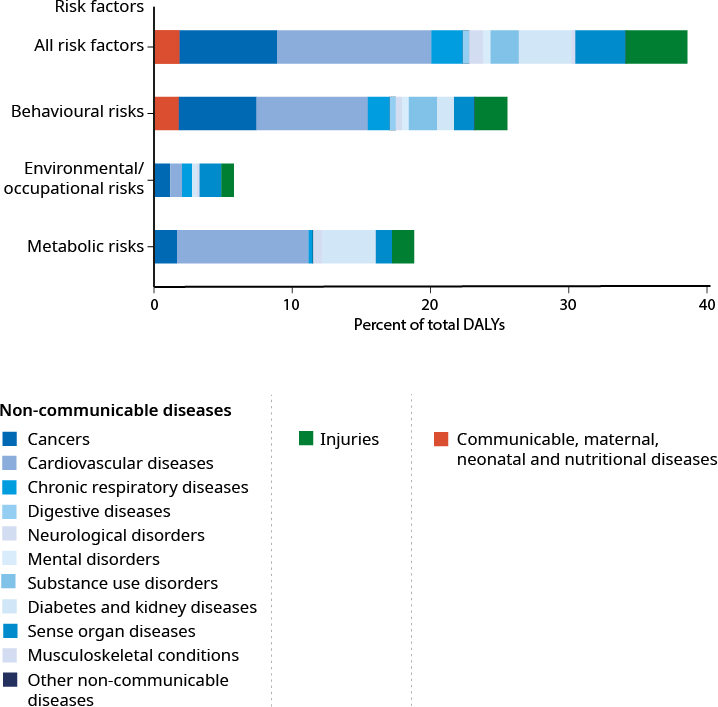 Risk factors
All risk factors
Behavioural risks
Environmental/
occupational risks
Metabolic risks
0 10 20 30 40
Percent of total DALYs
Non-communicable diseases
Cancers
Cardiovascular diseases
Chronic respiratory diseases
Digestive diseases
Neurological disorders
Mental disorders
Substance use disorders
Diabetes and kidney diseases
Sense organ diseases
Musculoskeletal conditions
Other non-communicable
diseases
Injuries
Communicable, maternal,
neonatal and nutritional diseases